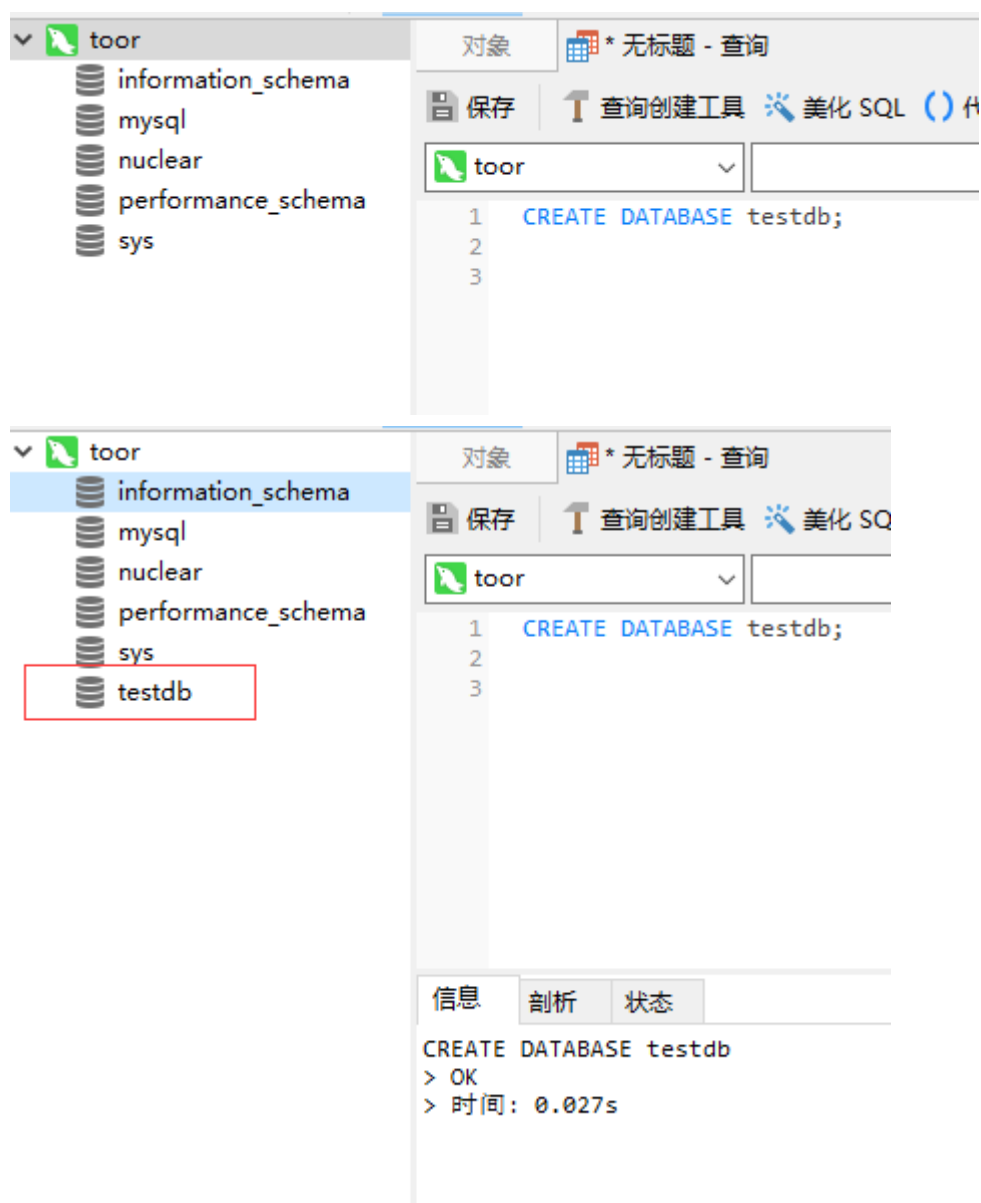 toor
information_schema
mysql
nuclear
performance_schema
sys
对象
* 无标题 - 查询
保存
查询创建工具
美化 SQL
()
toor
1 CREATE DATABASE testdb;
2
3
toor
information_schema
mysql
nuclear
performance_schema
sys
testdb
对象
* 无标题 - 查询
保存
查询创建工具
美化 SQ
toor
1 CREATE DATABASE testdb;
2
3
信息
剖析
状态
CREATE DATABASE testdb
> OK
> 时间: 0.027s